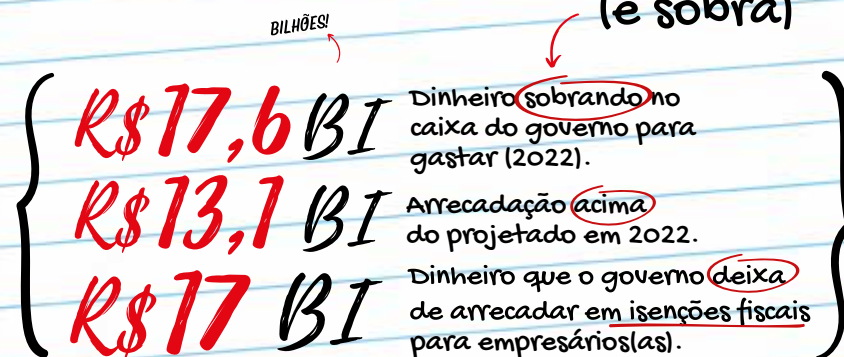 (e sobra)
BILHÕES!
R$17,6 BI
Dinheiro sobrando no
caixa do governo para
gastar (2022).
R$13,1 BI
Arrecadação acima
do projetado em 2022.
R$17 BI
Dinheiro que o governo deixa
de arrecadar em isenções fiscais
para empresários(as).